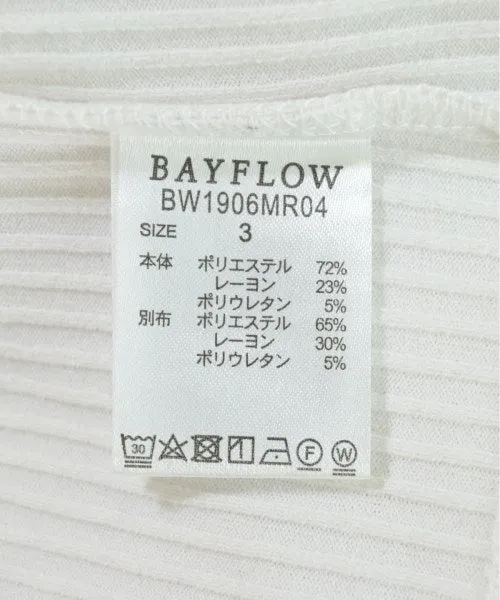 BAYFLOW
BW1906MR04
SIZE 3
本体 ポリエステル 72%
レーヨン 23%
ポリウレタン 5%
別布 ポリエステル 65%
レーヨン 30%
ポリウレタン 5%
30 F W